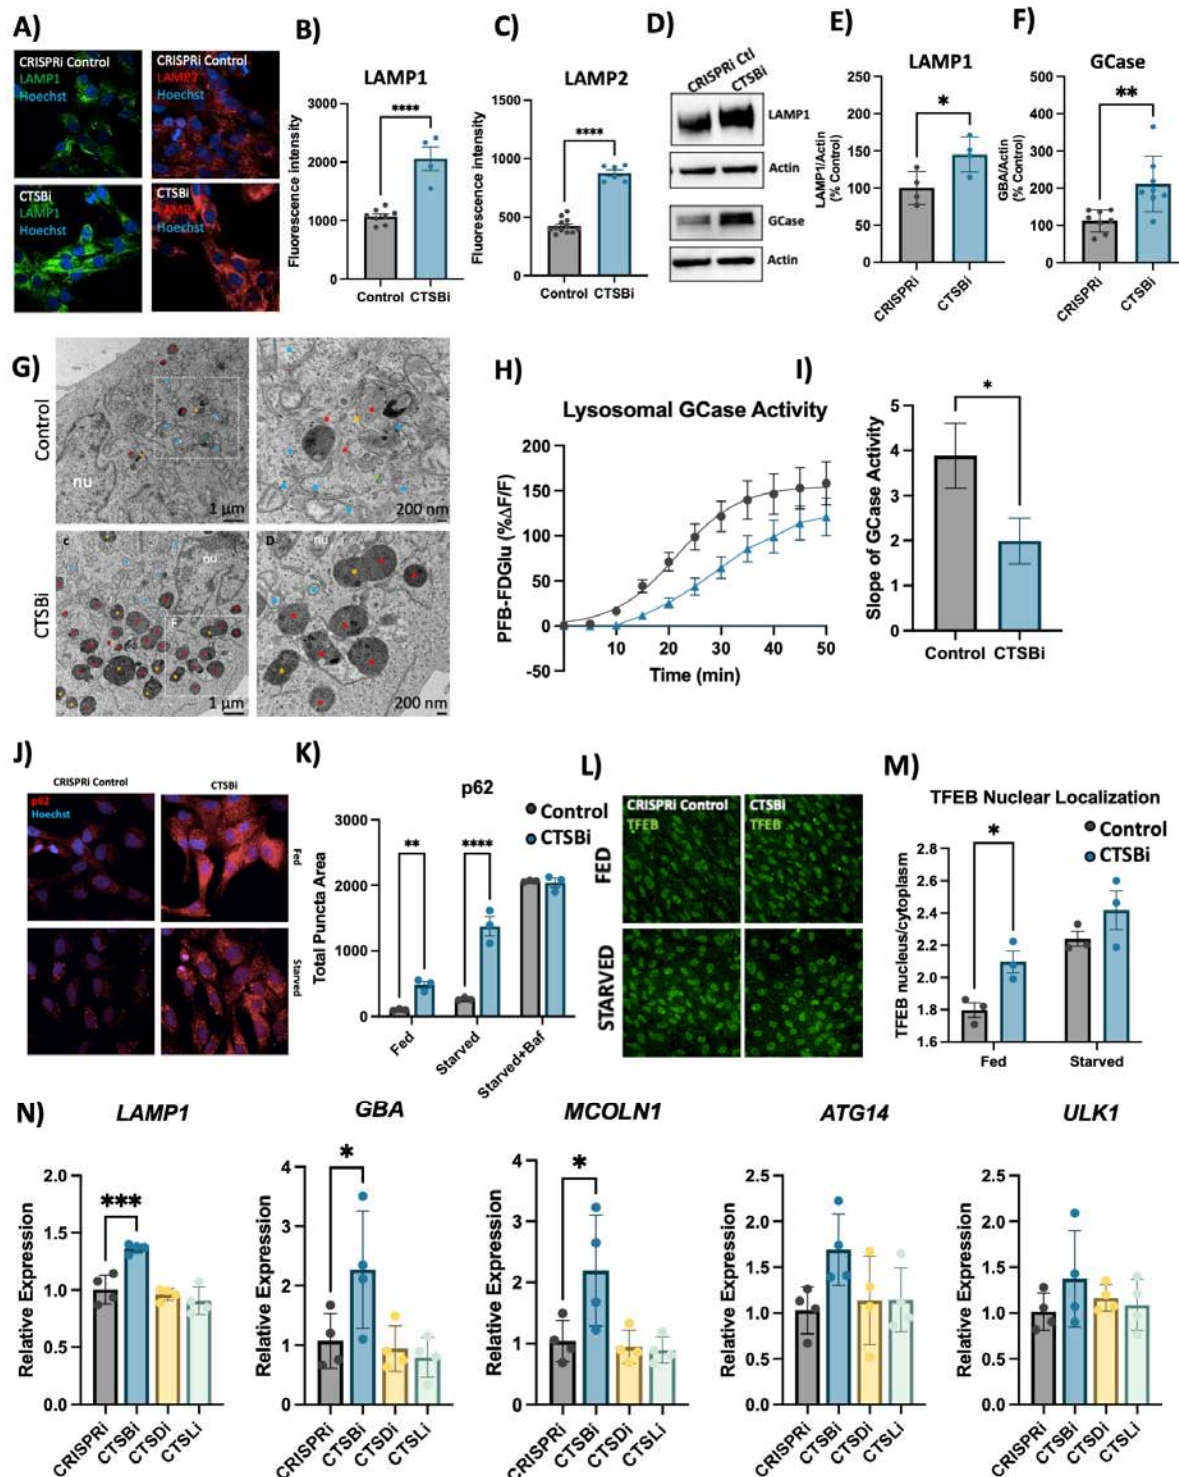 A)
CRISPRi Control
LAMP1
Hoechst
CRISPRi Control
LAMP2
Hoechst
CTSBi
LAMP1
Hoechst
CTSBi
LAMP2
Hoechst
B)
LAMP1
Fluorescence intensity
3000
2000
1000
0
****
Control
CTSBi
C)
LAMP2
Fluorescence intensity
1500
1000
500
0
****
Control
CTSBi
D)
CRISPRi Ctl
CTSBi
LAMP1
Actin
GCase
Actin
E)
LAMP1
LAMP1/Actin
(% Control)
250
200
150
100
50
0
*
CRISPRi
CTSBi
F)
GCase
GBA/Actin
(% Control)
500
400
300
200
100
0
**
CRISPRi
CTSBi
G)
Control
nu
1 µm
200 nm
CTSBi
c
nu
F
1 µm
D
nu
200 nm
H)
Lysosomal GCase Activity
PFB-FDGlu (%ΔF/F)
200
150
100
50
0
-50
10
20
30
40
50
Time (min)
I)
Slope of GCase Activity
5
4
3
2
1
0
*
Control
CTSBi
J)
CRISPRi Control
CTSBi
p62
Hoechst
Fed
Starved
K)
p62
Total Puncta Area
3000
2000
1000
0
**
****
Control
CTSBi
Fed
Starved
Starved+Baf
L)
CRISPRi Control
TFEB
CTSBi
TFEB
FED
STARVED
M)
TFEB Nuclear Localization
TFEB nucleus/cytoplasm
2.8
2.6
2.4
2.2
2.0
1.8
1.6
*
Control
CTSBi
Fed
Starved
N)
LAMP1
Relative Expression
2.0
1.5
1.0
0.5
0.0
***
CRISPRi
CTSBi
CTSDi
CTSLi
GBA
Relative Expression
4
3
2
1
0
*
CRISPRi
CTSBi
CTSDi
CTSLi
MCOLN1
Relative Expression
4
3
2
1
0
*
CRISPRi
CTSBi
CTSDi
CTSLi
ATG14
Relative Expression
2.5
2.0
1.5
1.0
0.5
0.0
CRISPRi
CTSBi
CTSDi
CTSLi
ULK1
Relative Expression
2.5
2.0
1.5
1.0
0.5
0.0
CRISPRi
CTSBi
CTSDi
CTSLi